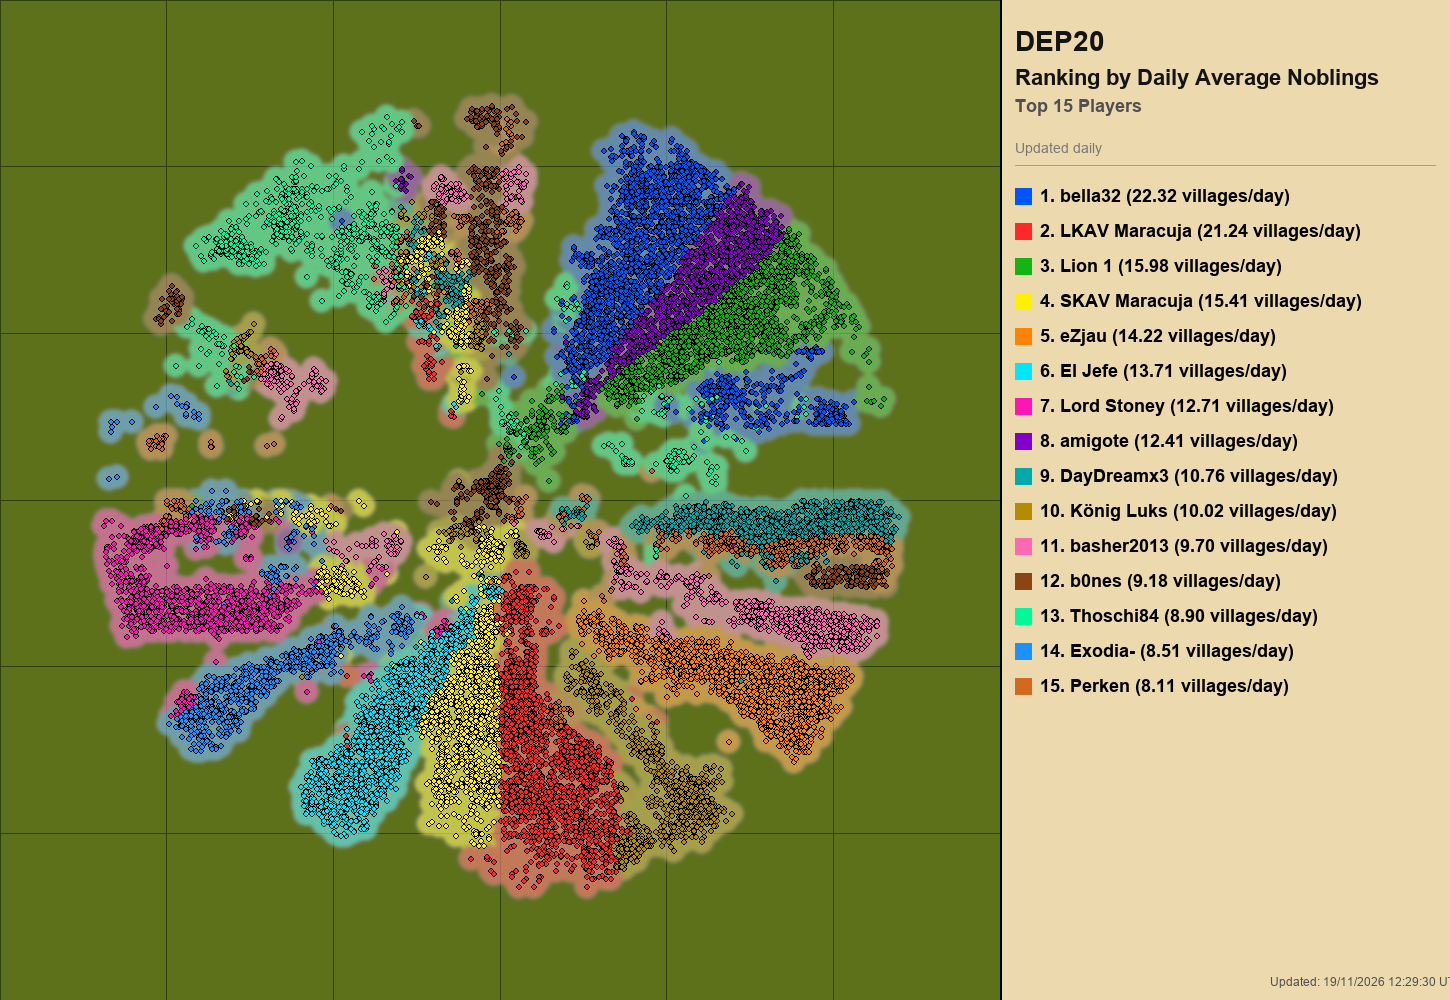 DEP20
Ranking by Daily Average Noblings
Top 15 Players
Updated daily
1. bella32 (22.32 villages/day)
2. LKAV Maracuja (21.24 villages/day)
3. Lion 1 (15.98 villages/day)
4. SKAV Maracuja (15.41 villages/day)
5. eZjau (14.22 villages/day)
6. El Jefe (13.71 villages/day)
7. Lord Stoney (12.71 villages/day)
8. amigote (12.41 villages/day)
9. DayDreamx3 (10.76 villages/day)
10. König Luks (10.02 villages/day)
11. basher2013 (9.70 villages/day)
12. b0nes (9.18 villages/day)
13. Thoschi84 (8.90 villages/day)
14. Exodia- (8.51 villages/day)
15. Perken (8.11 villages/day)
Updated: 19/11/2026 12:29:30 U